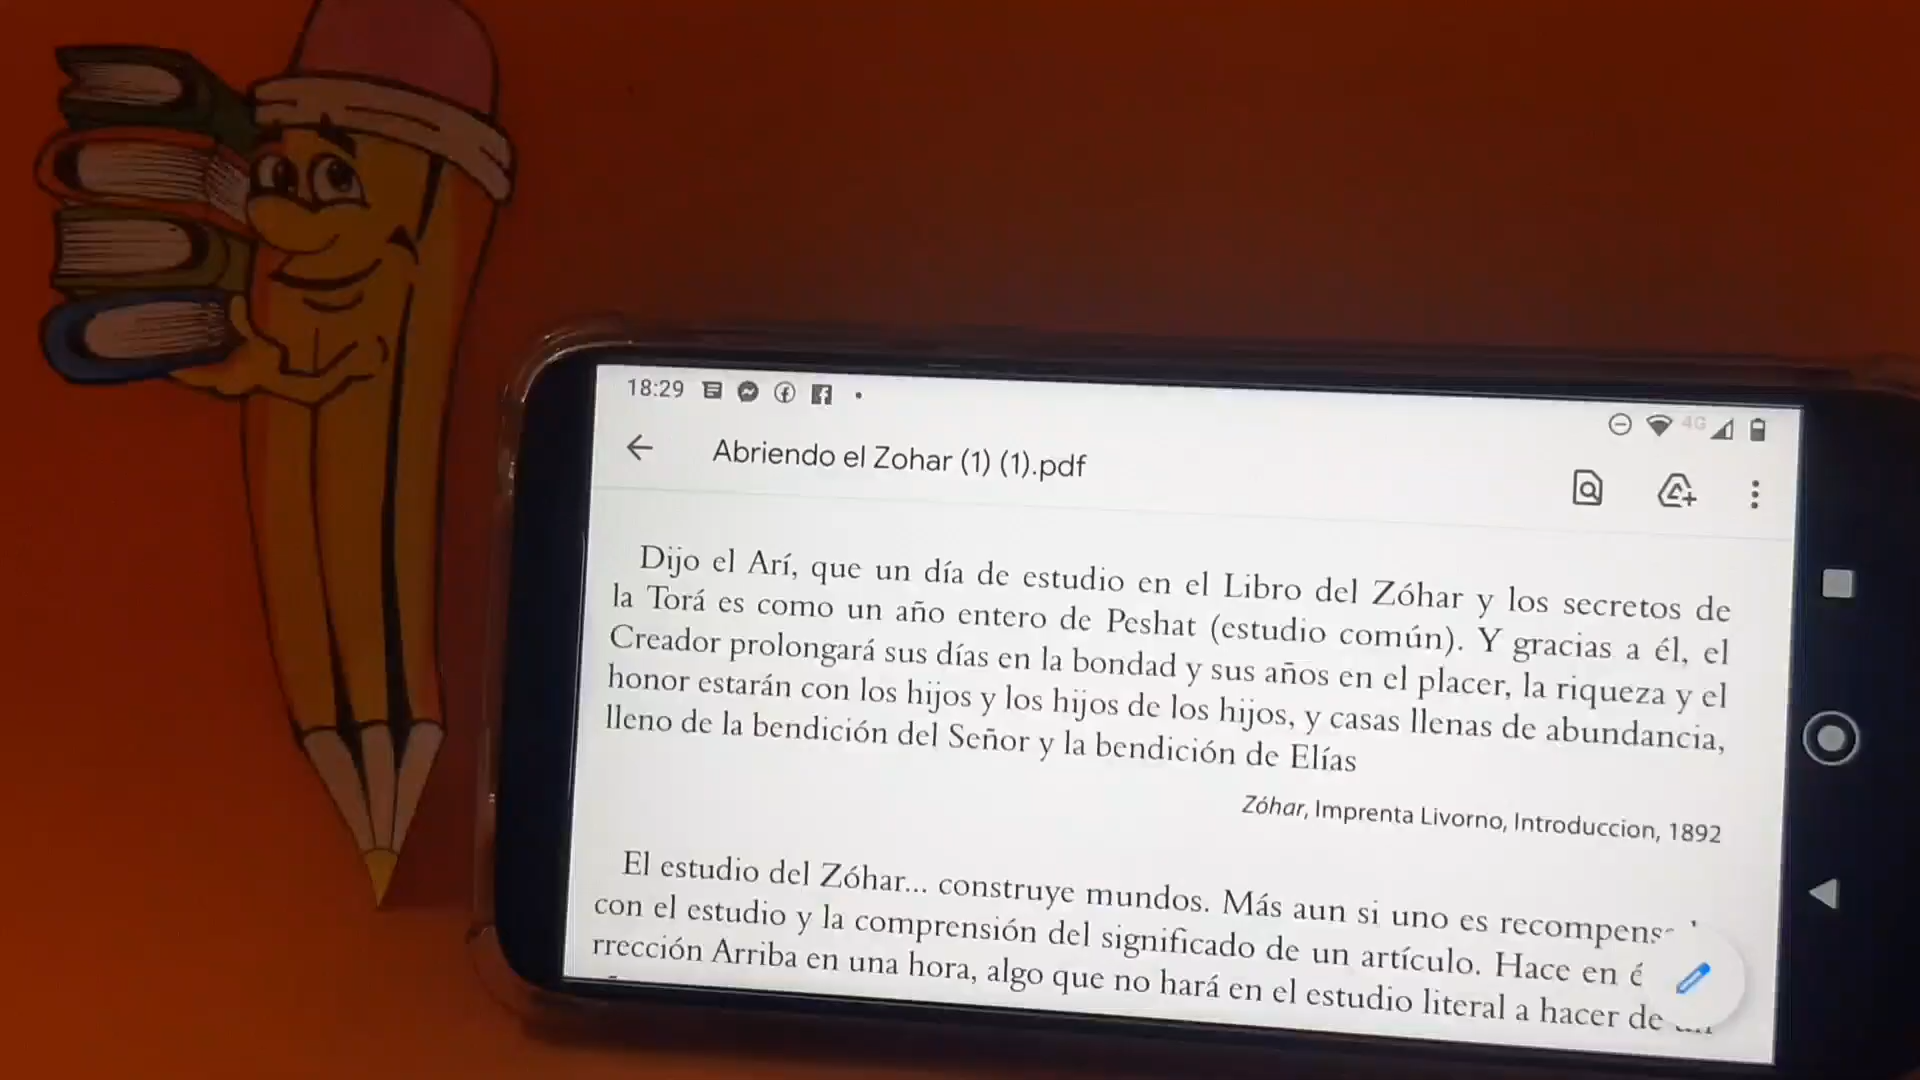 18:29
4G
Abriendo el Zohar (1) (1).pdf
Dijo el Arí, que un día de estudio en el Libro del Zóhar y los secretos de
la Torá es como un año entero de Peshat (estudio común). Y gracias a él, el
Creador prolongará sus días en la bondad y sus años en el placer, la riqueza y el
honor estarán con los hijos y los hijos de los hijos, y casas llenas de abundancia,
lleno de la bendición del Señor y la bendición de Elías
Zóhar, Imprenta Livorno, Introduccion, 1892
El estudio del Zóhar... construye mundos. Más aun si uno es
con el estudio y la comprensión del significado de un artículo. Hace en
rrección Arriba en una hora, algo que no hará en el estudio literal a hacer de